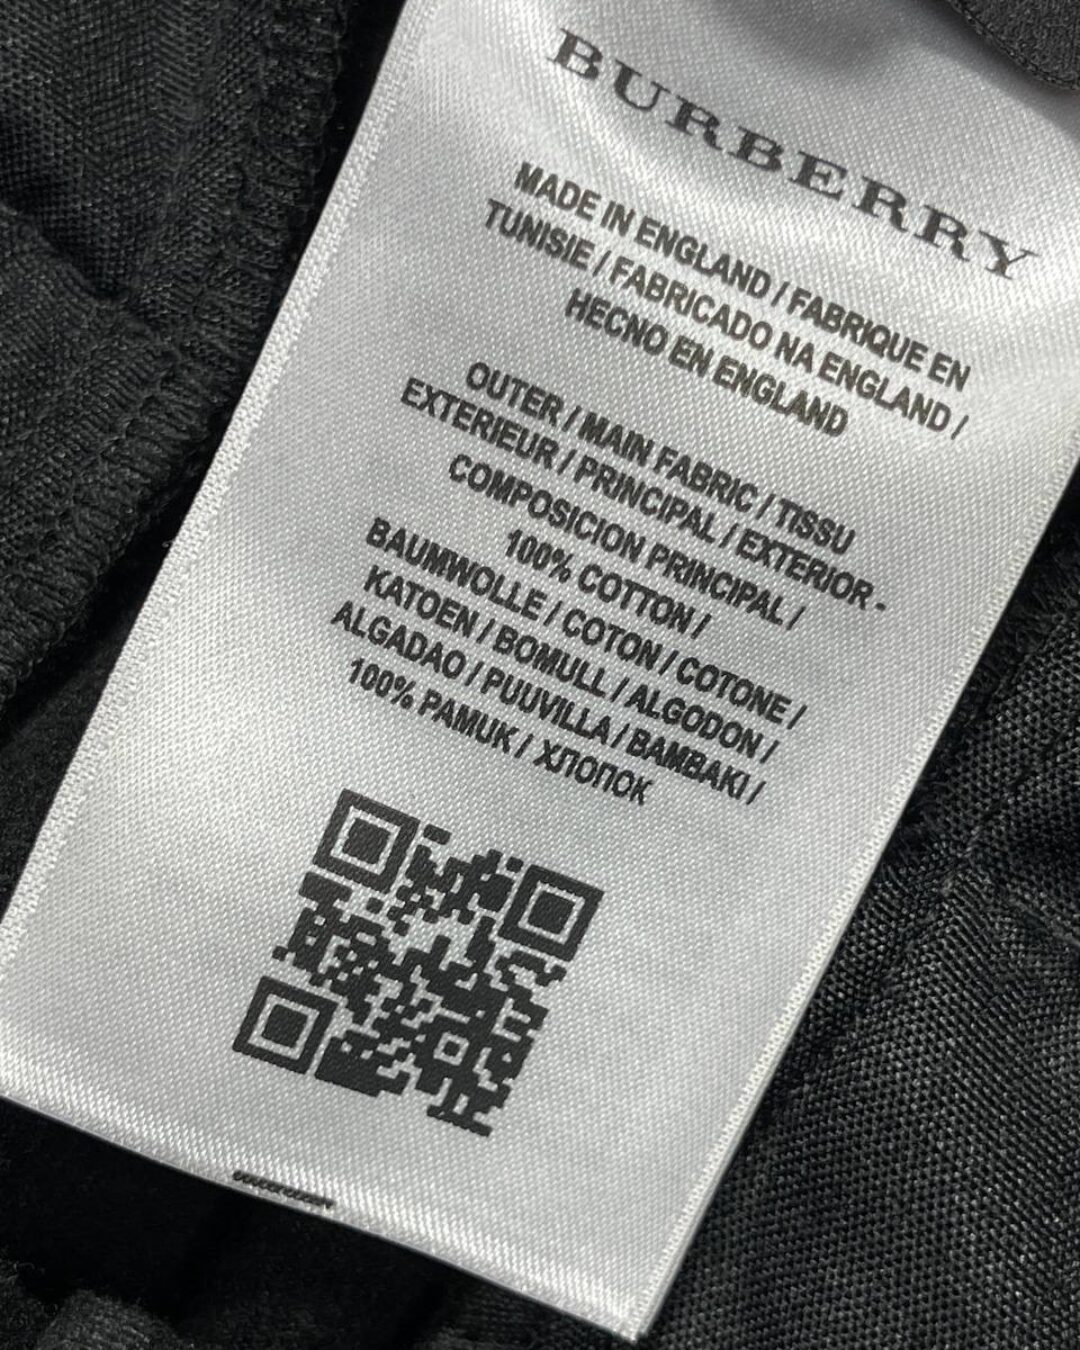 BURBERRY
MADE IN ENGLAND / FABRIQUE EN
TUNISIE / FABRICADO NA ENGLAND /
HECNO EN ENGLAND
OUTER / MAIN FABRIC / TISSU
EXTERIEUR / PRINCIPAL / EXTERIOR -
COMPOSICION PRINCIPAL /
100% COTTON /
BAUMWOLLE / COTON / COTONE /
KATOEN / BOMULL / ALGODON /
ALGADAO / PUUVILLA / BAMBAKI /
100% PAMUK / ХЛОПОК